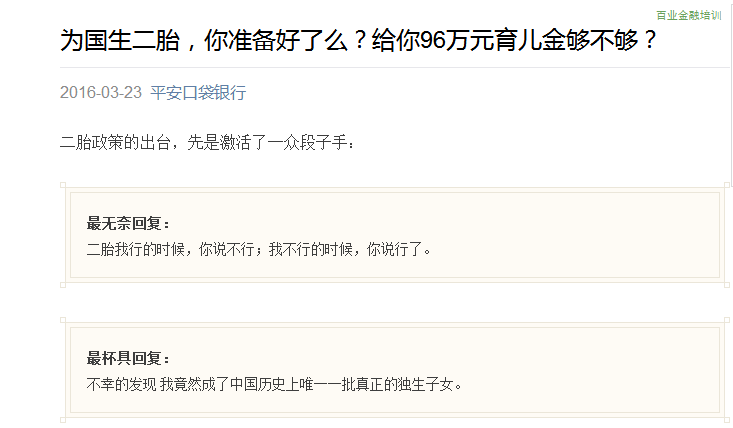 百业金融培训
为国生二胎，你准备好了么？给你96万元育儿金够不够？
2016-03-23 平安口袋银行
二胎政策的出台，先是激活了一众段子手：
最无奈回复：
二胎我行的时候，你说不行；我不行的时候，你说行了。
最杯具回复：
不幸的发现 我竟然成了中国历史上唯一一批真正的独生子女。